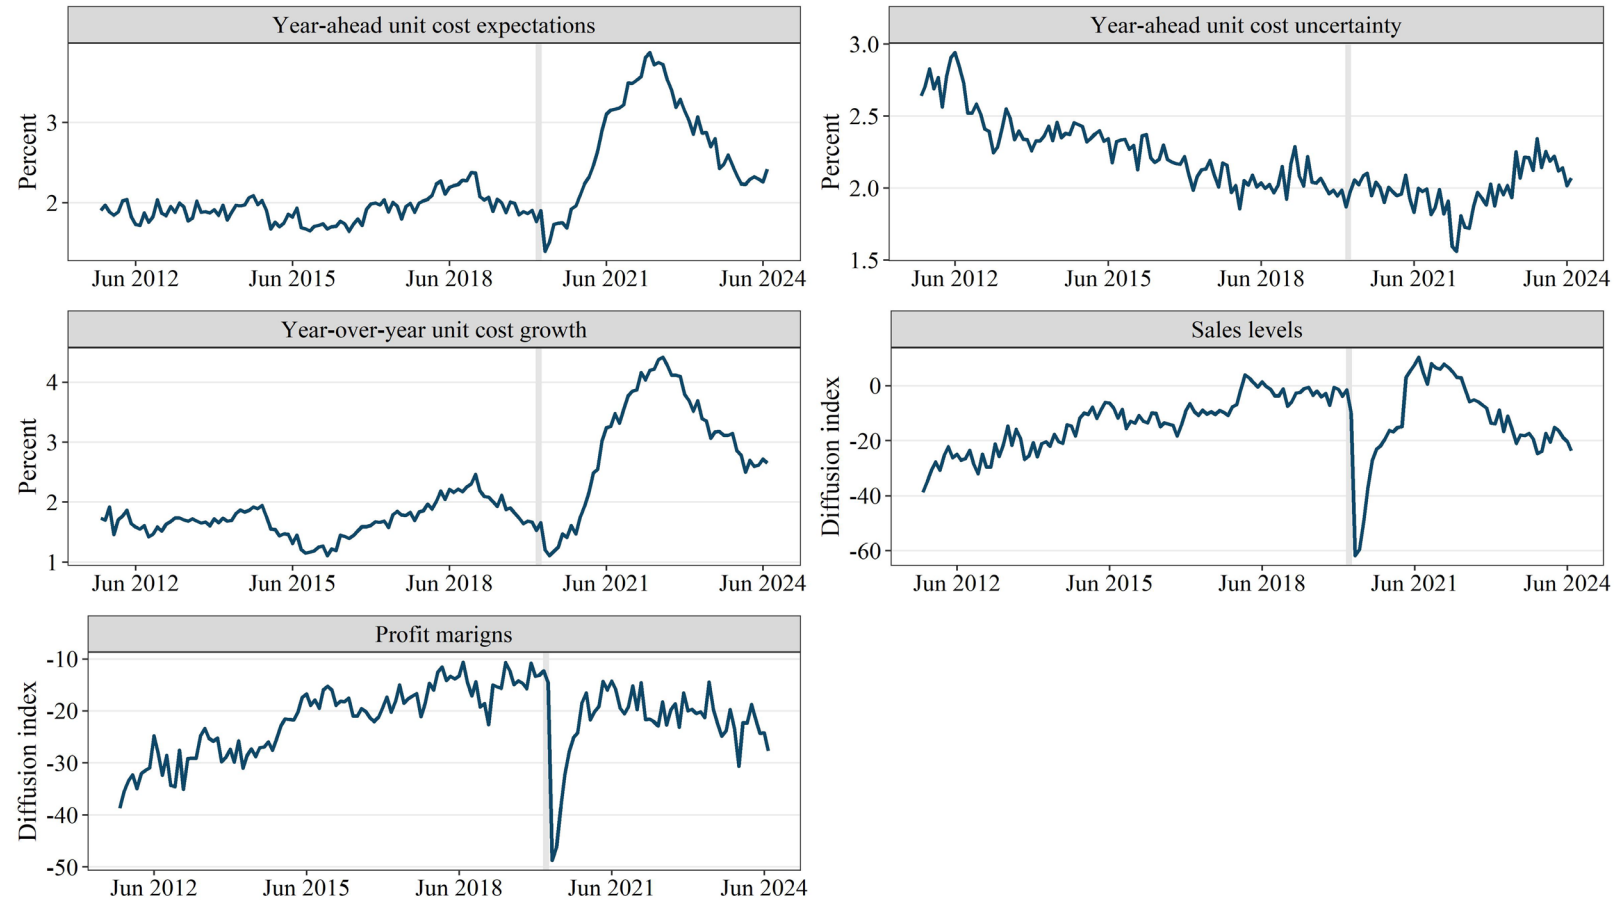 Year-ahead unit cost expectations
Percent
3
2
Jun 2012 Jun 2015 Jun 2018 Jun 2021 Jun 2024
Year-ahead unit cost uncertainty
Percent
3.0
2.5
2.0
1.5
Jun 2012 Jun 2015 Jun 2018 Jun 2021 Jun 2024
Year-over-year unit cost growth
Percent
4
3
2
1
Jun 2012 Jun 2015 Jun 2018 Jun 2021 Jun 2024
Sales levels
Diffusion index
0
-20
-40
-60
Jun 2012 Jun 2015 Jun 2018 Jun 2021 Jun 2024
Profit marigns
Diffusion index
-10
-20
-30
-40
-50
Jun 2012 Jun 2015 Jun 2018 Jun 2021 Jun 2024